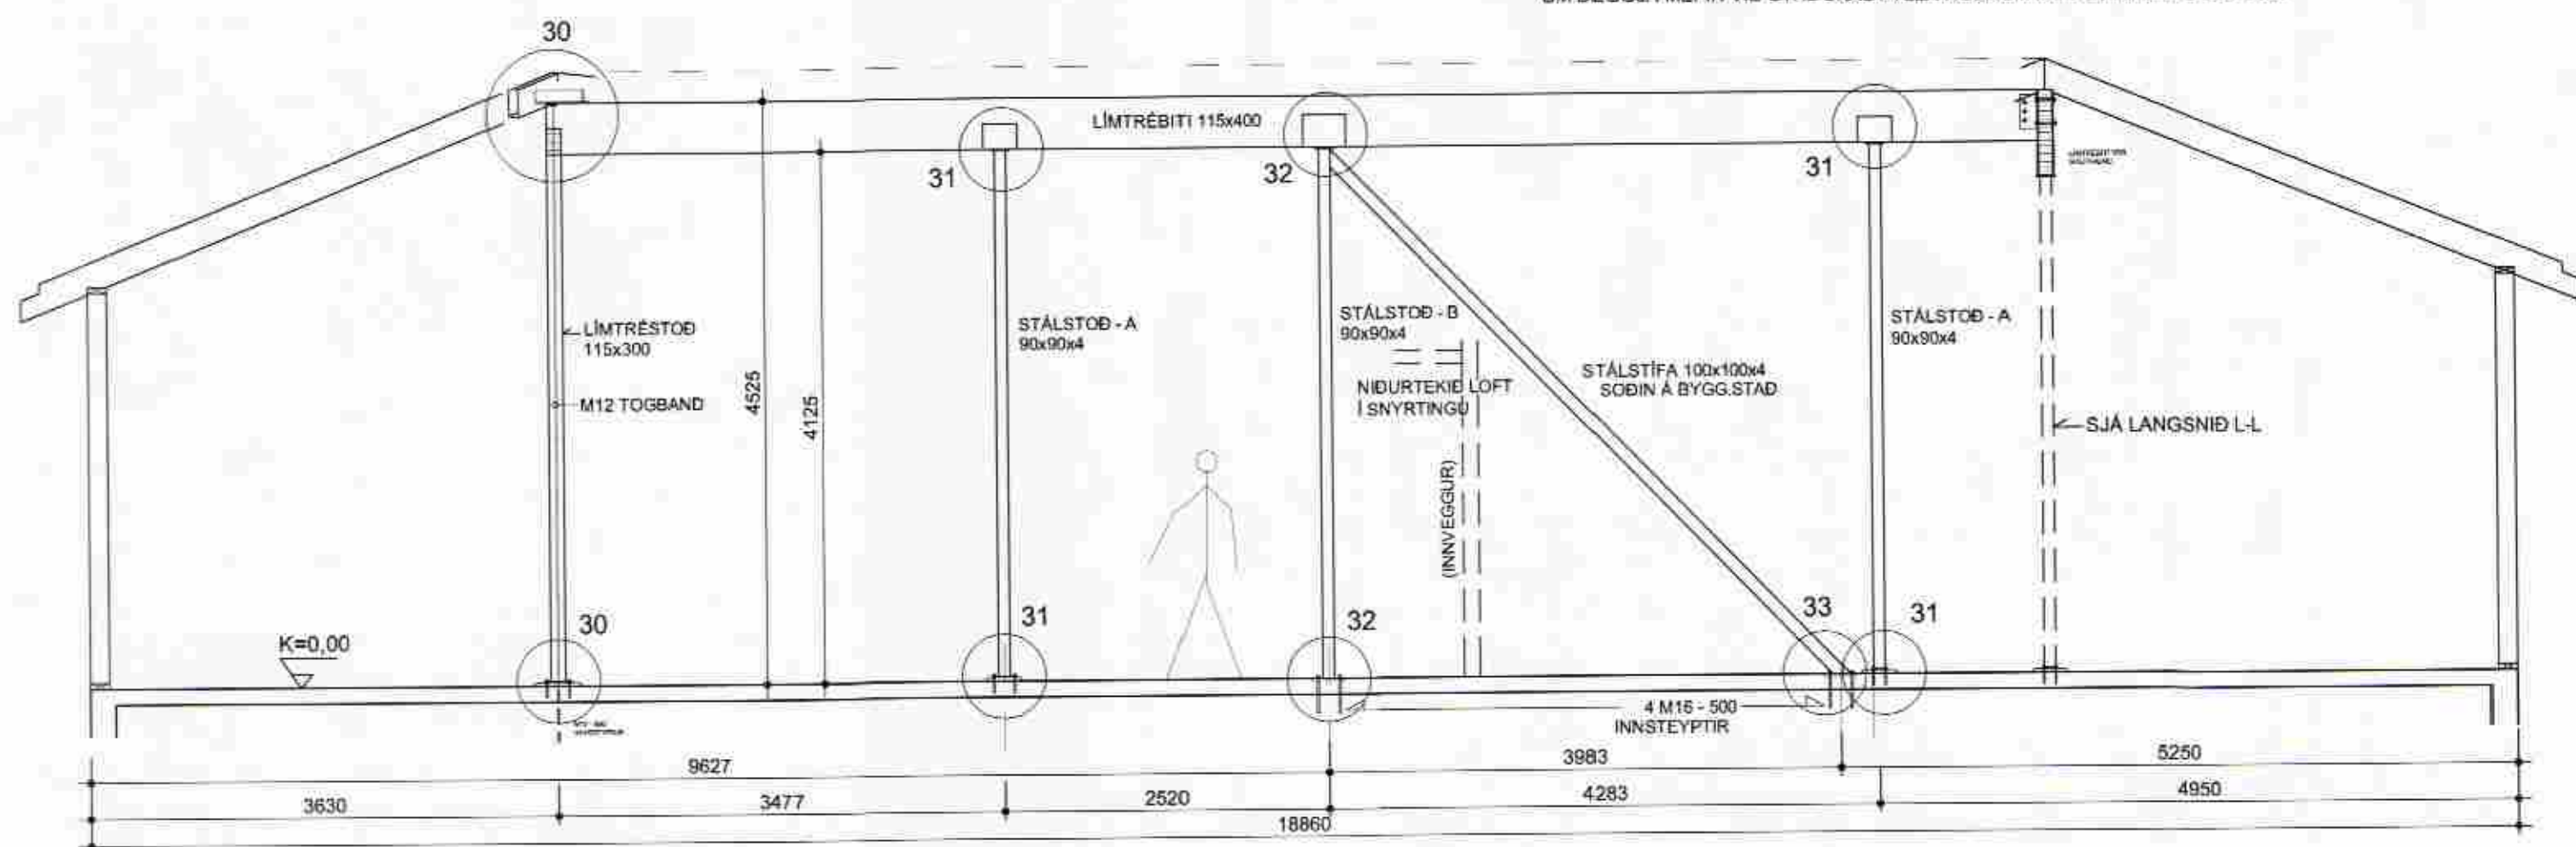 30
LÍMTRÉBITI 115x400
31
32
31
LÍMTRÉSTOÐ
115x300
M12 TOGBAND
4525
4125
STÁLSTOÐ - A
90x90x4
STÁLSTOÐ - B
90x90x4
NIÐURTEKIÐ LOFT
Í SNYRTINGU
(INNVEGGUR)
STÁLSTÍFA 100x100x4
SOÐIN Á BYGG.STAÐ
STÁLSTOÐ - A
90x90x4
SJÁ LANGSNIÐ L-L
K=0,00
30
31
32
33
31
4 M16 - 500
INNSTEYPTIR
9627
3983
5250
3630
3477
2520
4283
4950
18860